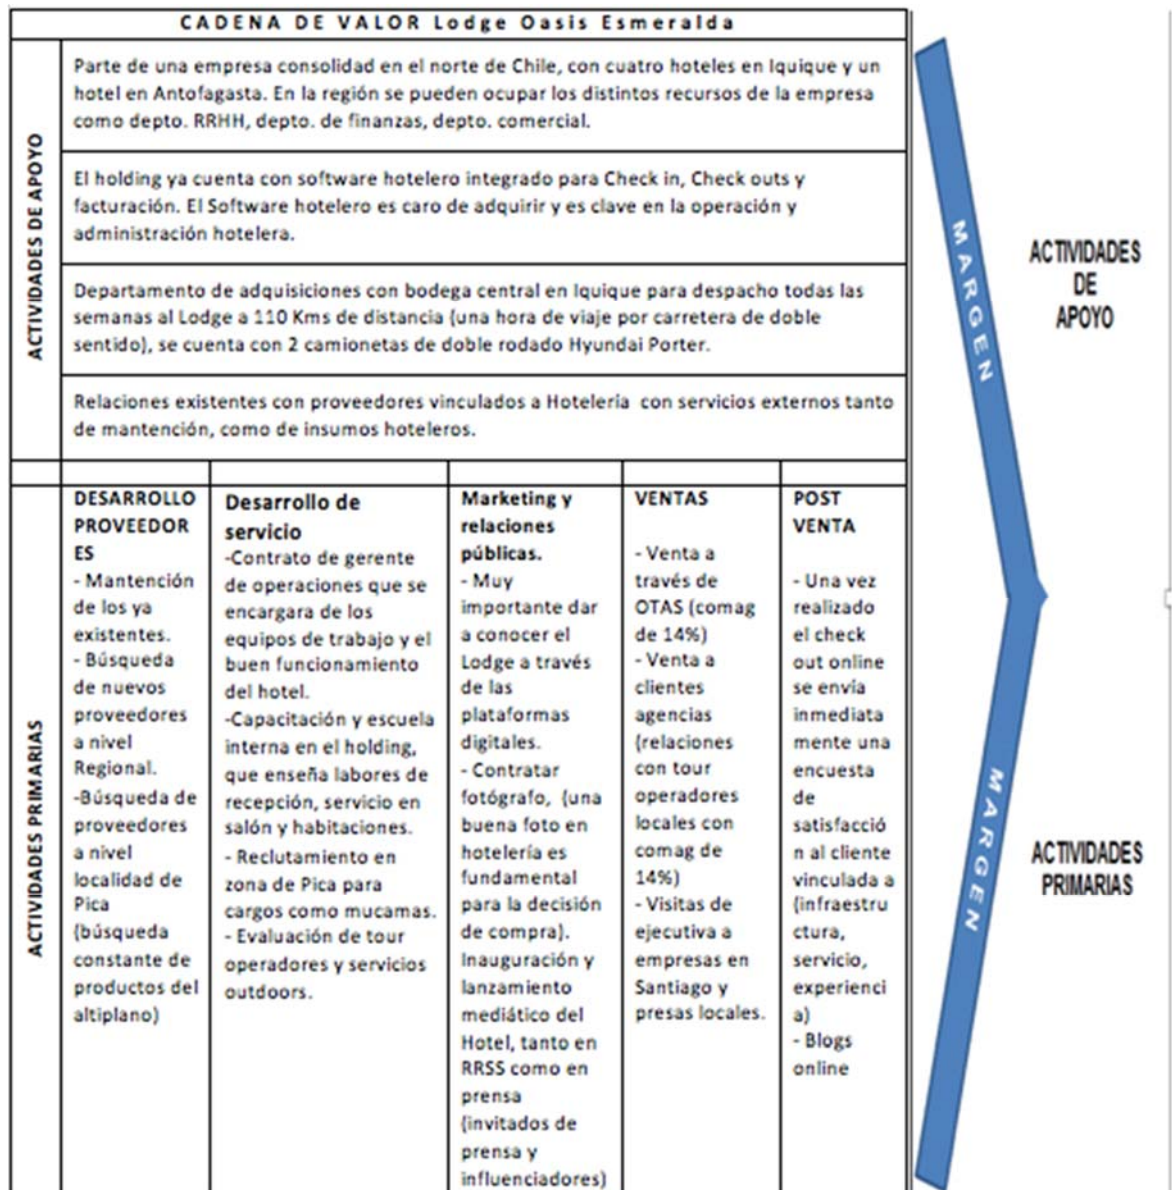 CADENA DE VALOR Lodge Oasis Esmeralda
ACTIVIDADES DE APOYO
Parte de una empresa consolidad en el norte de Chile, con cuatro hoteles en Iquique y un
hotel en Antofagasta. En la región se pueden ocupar los distintos recursos de la empresa
como depto. RRHH, depto. de finanzas, depto. comercial.
El holding ya cuenta con software hotelero integrado para Check in, Check outs y
facturación. El Software hotelero es caro de adquirir y es clave en la operación y
administración hotelera.
Departamento de adquisiciones con bodega central en Iquique para despacho todas las
semanas al Lodge a 110 Kms de distancia (una hora de viaje por carretera de doble
sentido), se cuenta con 2 camionetas de doble rodado Hyundai Porter.
Relaciones existentes con proveedores vinculados a Hoteleria con servicios externos tanto
de mantención, como de insumos hoteleros.
ACTIVIDADES PRIMARIAS
DESARROLLO
PROVEEDOR
ES
- Mantención
de los ya
existentes.
- Búsqueda
de nuevos
proveedores
a nivel
Regional.
-Búsqueda de
proveedores
a nivel
localidad de
Pica
(búsqueda
constante de
productos del
altiplano)
Desarrollo de
servicio
-Contrato de gerente
de operaciones que se
encargara de los
equipos de trabajo y el
buen funcionamiento
del hotel.
-Capacitación y escuela
interna en el holding,
que enseña labores de
recepción, servicio en
salón y habitaciones.
- Reclutamiento en
zona de Pica para
cargos como mucamas.
- Evaluación de tour
operadores y servicios
outdoors.
Marketing y
relaciones
públicas.
- Muy
importante dar
a conocer el
Lodge a través
de las
plataformas
digitales.
- Contratar
fotógrafo, (una
buena foto en
hotelería es
fundamental
para la decisión
de compra).
Inauguración y
lanzamiento
mediático del
Hotel, tanto en
RRSS como en
prensa
(invitados de
prensa y
influenciadores)
VENTAS
- Venta a
través de
OTAS (comag
de 14%)
- Venta a
clientes
agencias
(relaciones
con tour
operadores
locales con
comag de
14%)
- Visitas de
ejecutiva a
empresas en
Santiago y
presas locales.
POST
VENTA
- Una vez
realizado
el check
out online
se envía
inmediata
mente una
encuesta
de
satisfacció
n al cliente
vinculada a
(infraestru
ctura,
servicio,
experienci
a)
- Blogs
online
MARGEN
MARGEN
ACTIVIDADES
DE
APOYO
ACTIVIDADES
PRIMARIAS